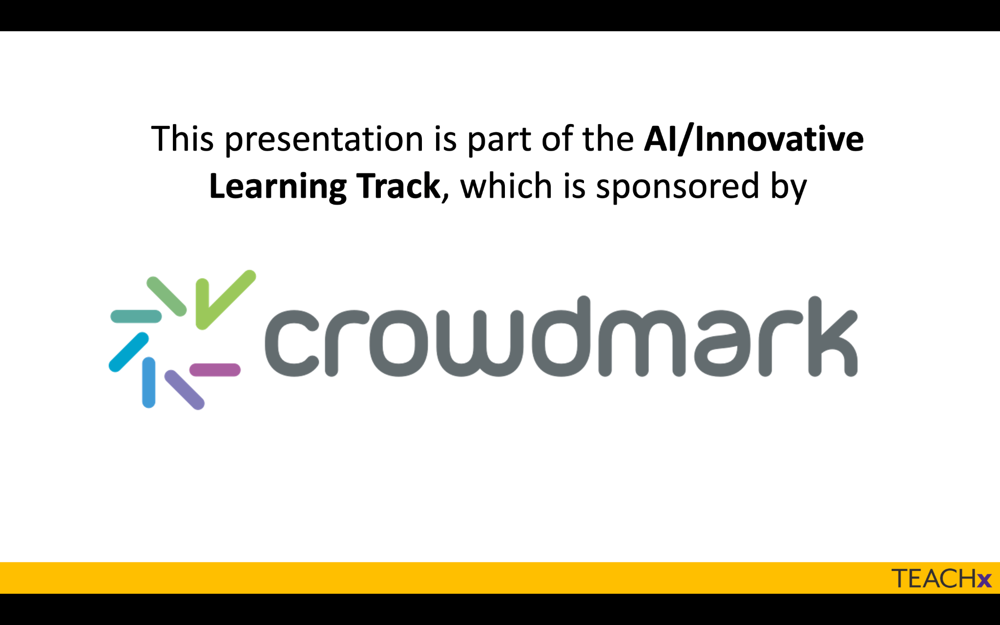 This presentation is part of the AI/Innovative
Learning Track, which is sponsored by
crowdmark
TEACHx